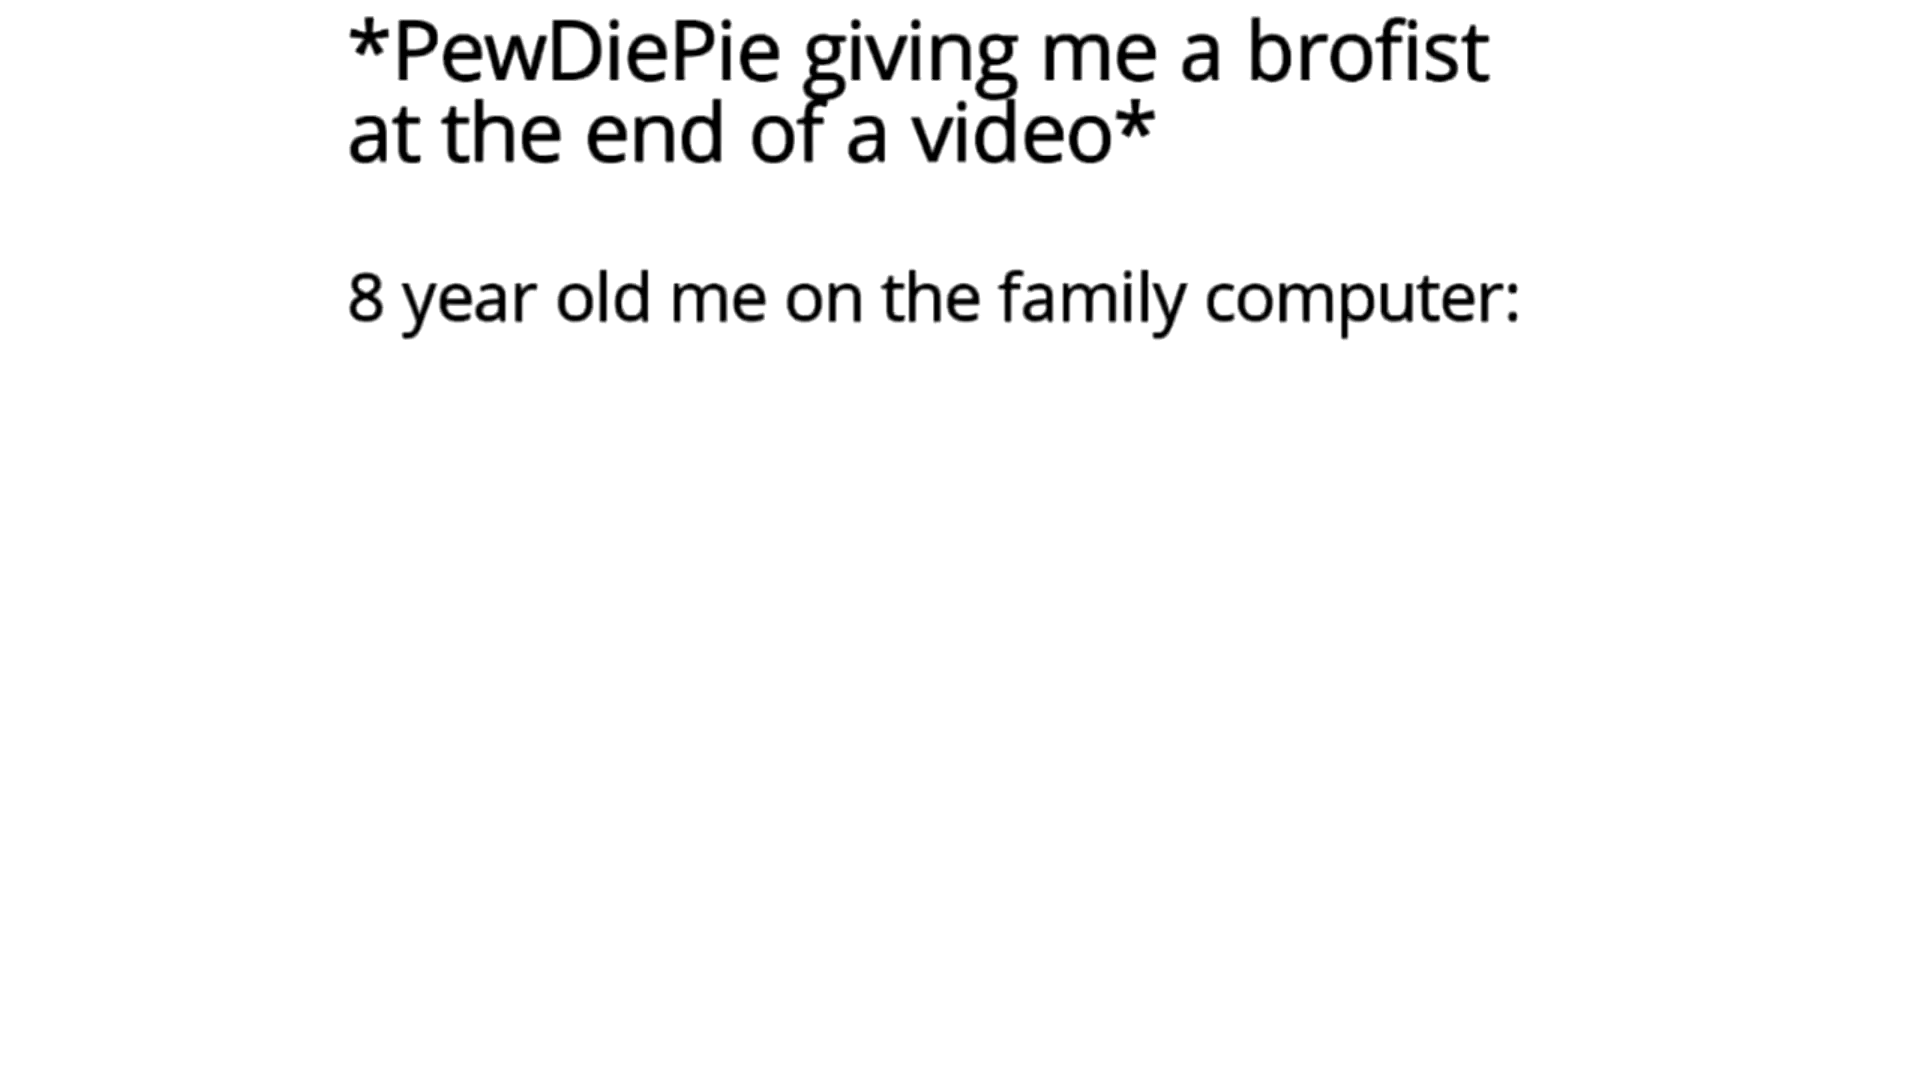 *PewDiePie giving me a brofist
at the end of a video*
8 year old me on the family computer: